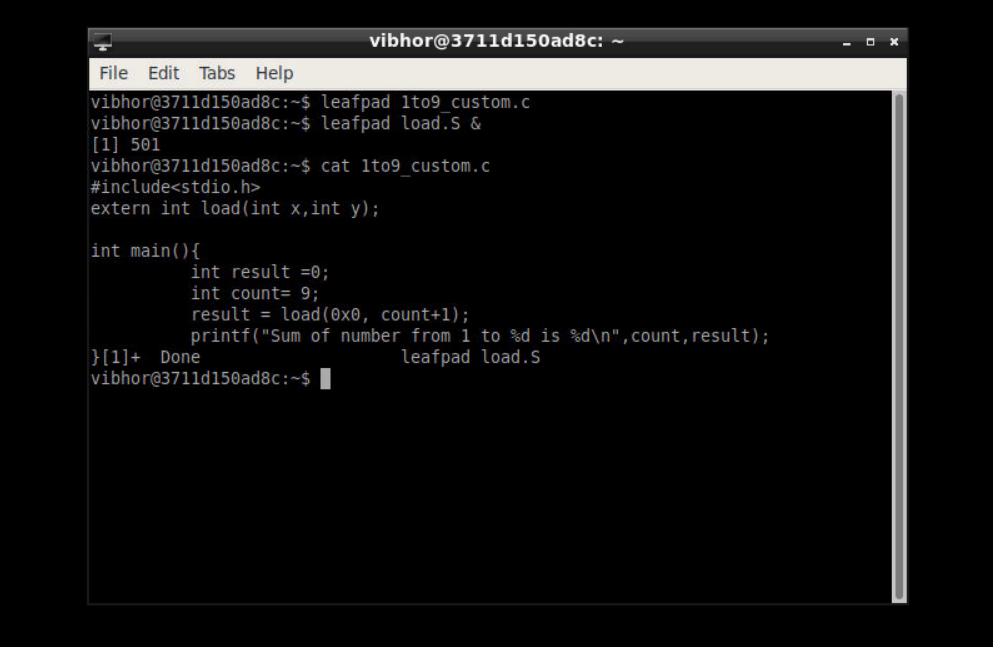 vibhor@3711d150ad8c: ~
File Edit Tabs Help
vibhor@3711d150ad8c:~$ leafpad 1to9_custom.c
vibhor@3711d150ad8c:~$ leafpad load.S &
[1] 501
vibhor@3711d150ad8c:~$ cat 1to9_custom.c
#include<stdio.h>
extern int load(int x,int y);
int main(){
          int result =0;
          int count= 9;
          result = load(0x0, count+1);
          printf("Sum of number from 1 to %d is %d\n",count,result);
}[1]+  Done                    leafpad load.S
vibhor@3711d150ad8c:~$